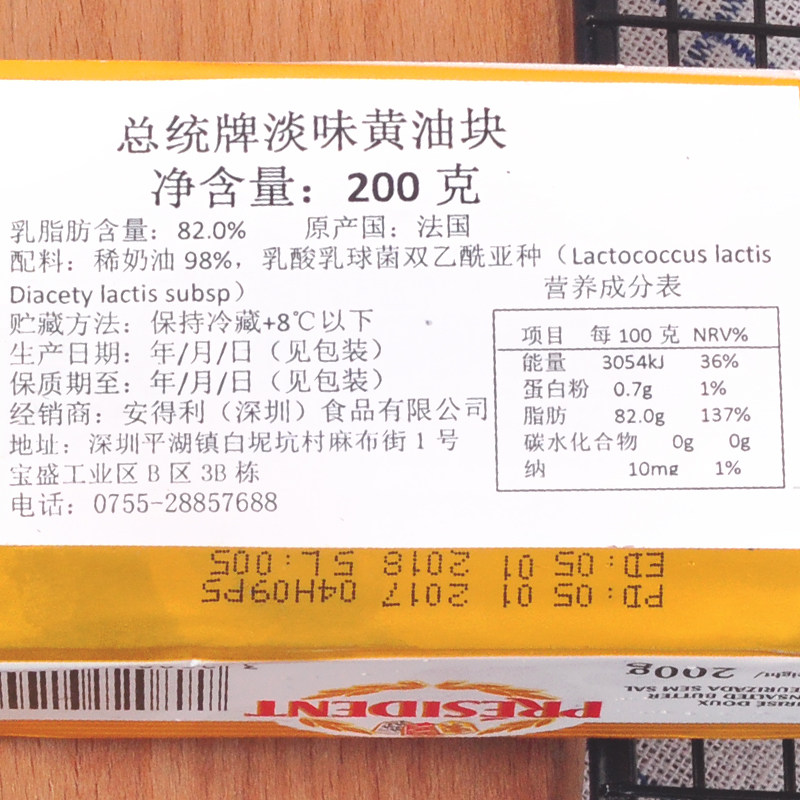 总统牌淡味黄油块
净含量：200 克
乳脂肪含量：82.0% 原产国：法国
配料：稀奶油 98%，乳酸乳球菌双乙酰亚种（Lactococcus lactis
Diacety lactis subsp）
贮藏方法：保持冷藏+8℃以下
生产日期：年/月/日（见包装）
保质期至：年/月/日（见包装）
经销商：安得利（深圳）食品有限公司
地址：深圳平湖镇白坭坑村麻布街 1 号
宝盛工业区 B 区 3B 栋
电话：0755-28857688
营养成分表
项目 每 100 克 NRV%
能量 3054kJ 36%
蛋白粉 0.7g 1%
脂肪 82.0g 137%
碳水化合物 0g 0g
纳 10mg 1%
PD: 05 01 2017 04H09P5
ED: 05 01 2018 SL:005
200g
PRÉSIDENT